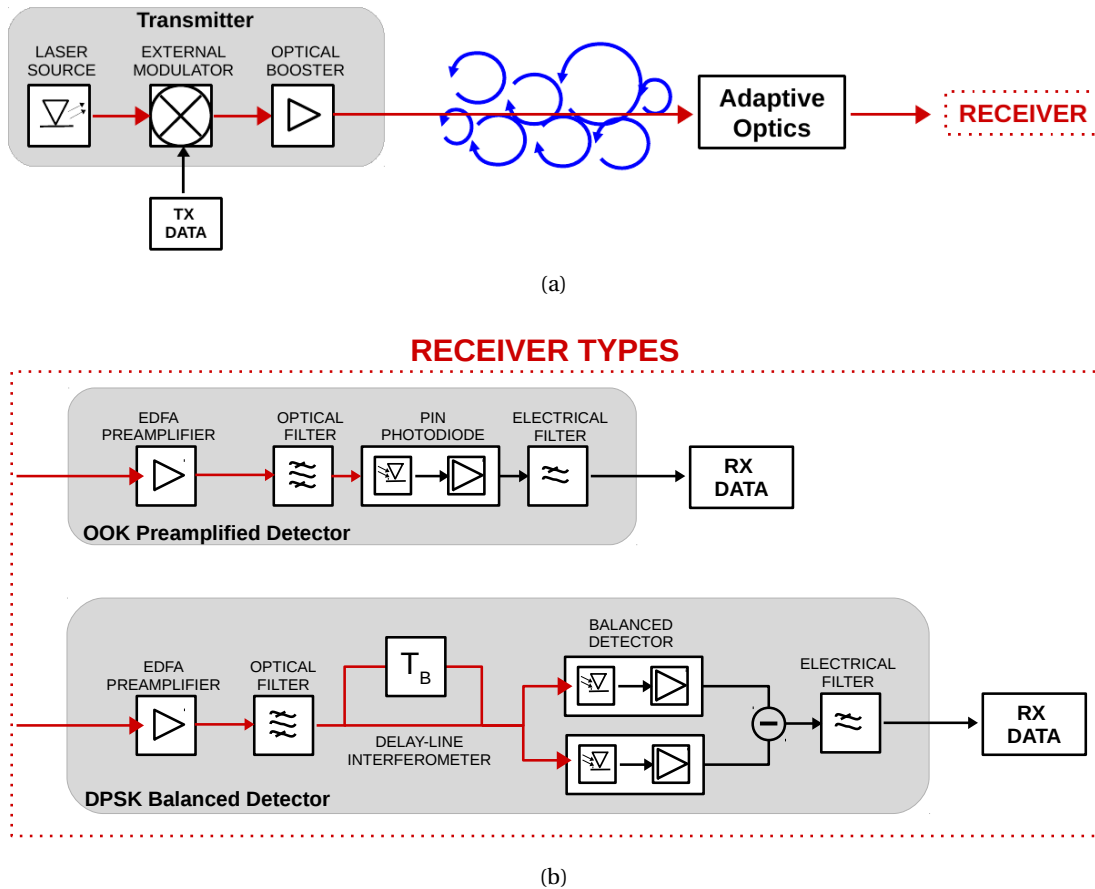 Transmitter
LASER
SOURCE
EXTERNAL
MODULATOR
OPTICAL
BOOSTER
TX
DATA
Adaptive
Optics
RECEIVER
(a)
RECEIVER TYPES
EDFA
PREAMPLIFIER
OPTICAL
FILTER
PIN
PHOTODIODE
ELECTRICAL
FILTER
RX
DATA
OOK Preamplified Detector
EDFA
PREAMPLIFIER
OPTICAL
FILTER
TB
DELAY-LINE
INTERFEROMETER
BALANCED
DETECTOR
ELECTRICAL
FILTER
RX
DATA
DPSK Balanced Detector
(b)